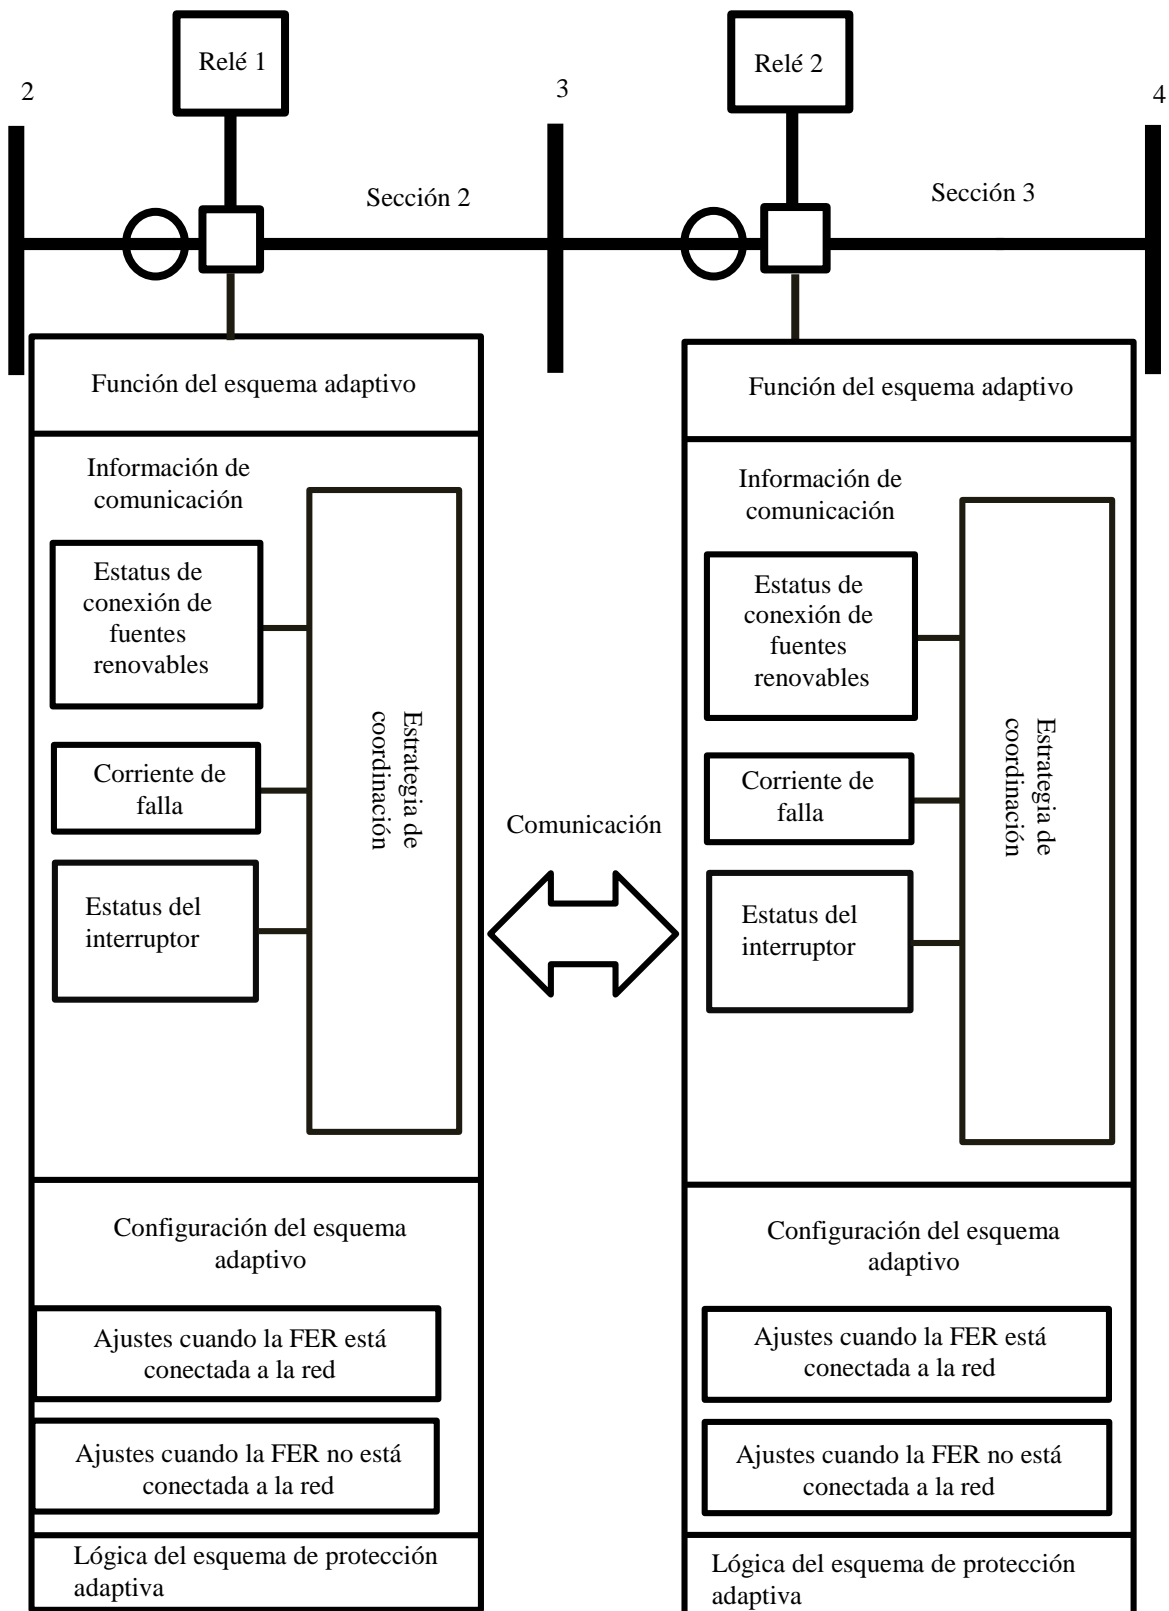 Relé 1
Relé 2
2
3
4
Sección 2
Sección 3
Función del esquema adaptivo
Información de
comunicación
Estatus de
conexión de
fuentes
renovables
Corriente de
falla
Estatus del
interruptor
Estrategia de
coordinación
Configuración del esquema
adaptivo
Ajustes cuando la FER está
conectada a la red
Ajustes cuando la FER no está
conectada a la red
Lógica del esquema de protección
adaptiva
Comunicación
Función del esquema adaptivo
Información de
comunicación
Estatus de
conexión de
fuentes
renovables
Corriente de
falla
Estatus del
interruptor
Estrategia de
coordinación
Configuración del esquema
adaptivo
Ajustes cuando la FER está
conectada a la red
Ajustes cuando la FER no está
conectada a la red
Lógica del esquema de protección
adaptiva